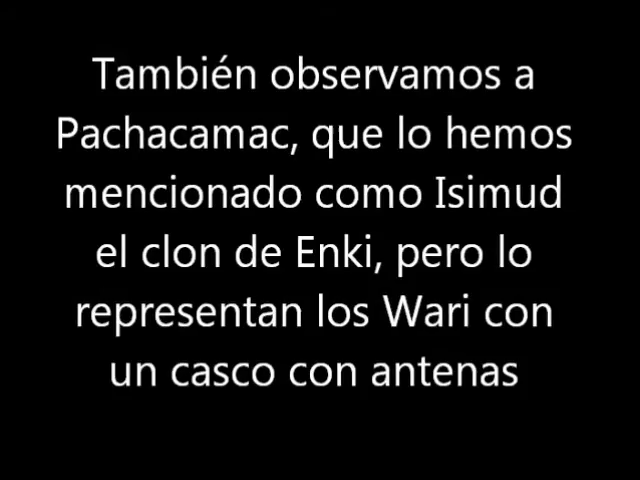 También observamos a
Pachacamac, que lo hemos
mencionado como Isimud
el clon de Enki, pero lo
representan los Wari con
un casco con antenas